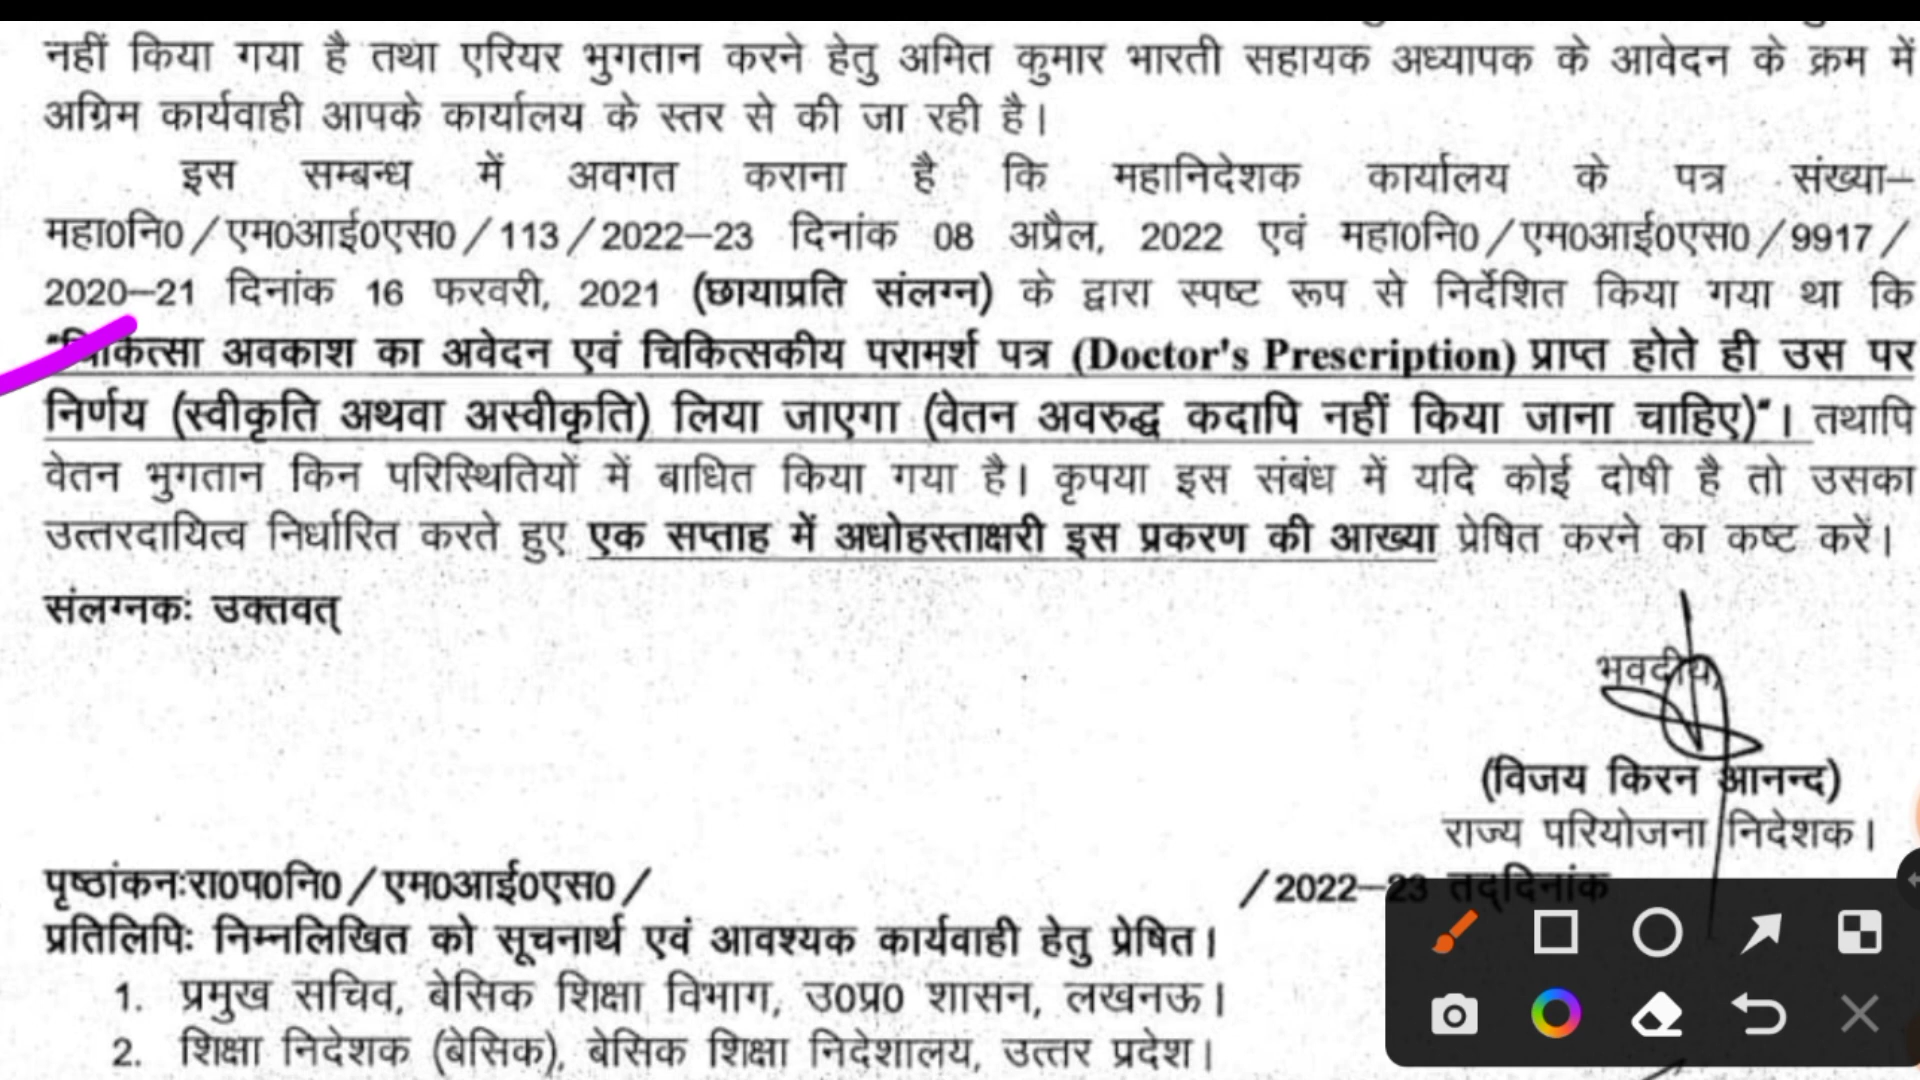 नहीं किया गया है तथा एरियर भुगतान करने हेतु अमित कुमार भारती सहायक अध्यापक के आवेदन के क्रम में
अग्रिम कार्यवाही आपके कार्यालय के स्तर से की जा रही है।
इस सम्बन्ध में अवगत कराना है कि महानिदेशक कार्यालय के पत्र संख्या–
महा0नि0/एम0आई0एस0/113/2022–23 दिनांक 08 अप्रैल, 2022 एवं महा0नि0/एम0आई0एस0/9917/
2020–21 दिनांक 16 फरवरी, 2021 (छायाप्रति संलग्न) के द्वारा स्पष्ट रूप से निर्देशित किया गया था कि
"चिकित्सा अवकाश का अवेदन एवं चिकित्सकीय परामर्श पत्र (Doctor's Prescription) प्राप्त होते ही उस पर
निर्णय (स्वीकृति अथवा अस्वीकृति) लिया जाएगा (वेतन अवरुद्ध कदापि नहीं किया जाना चाहिए)"। तथापि
वेतन भुगतान किन परिस्थितियों में बाधित किया गया है। कृपया इस संबंध में यदि कोई दोषी है तो उसका
उत्तरदायित्व निर्धारित करते हुए एक सप्ताह में अधोहस्ताक्षरी इस प्रकरण की आख्या प्रेषित करने का कष्ट करें।
संलग्नकः उक्तवत्
भवदीय,
(विजय किरन आनन्द)
राज्य परियोजना निदेशक।
पृष्ठांकनःरा0प0नि0/एम0आई0एस0/ /2022–23 तद्दिनांक
प्रतिलिपिः निम्नलिखित को सूचनार्थ एवं आवश्यक कार्यवाही हेतु प्रेषित।
1. प्रमुख सचिव, बेसिक शिक्षा विभाग, उ0प्र0 शासन, लखनऊ।
2. शिक्षा निदेशक (बेसिक), बेसिक शिक्षा निदेशालय, उत्तर प्रदेश।